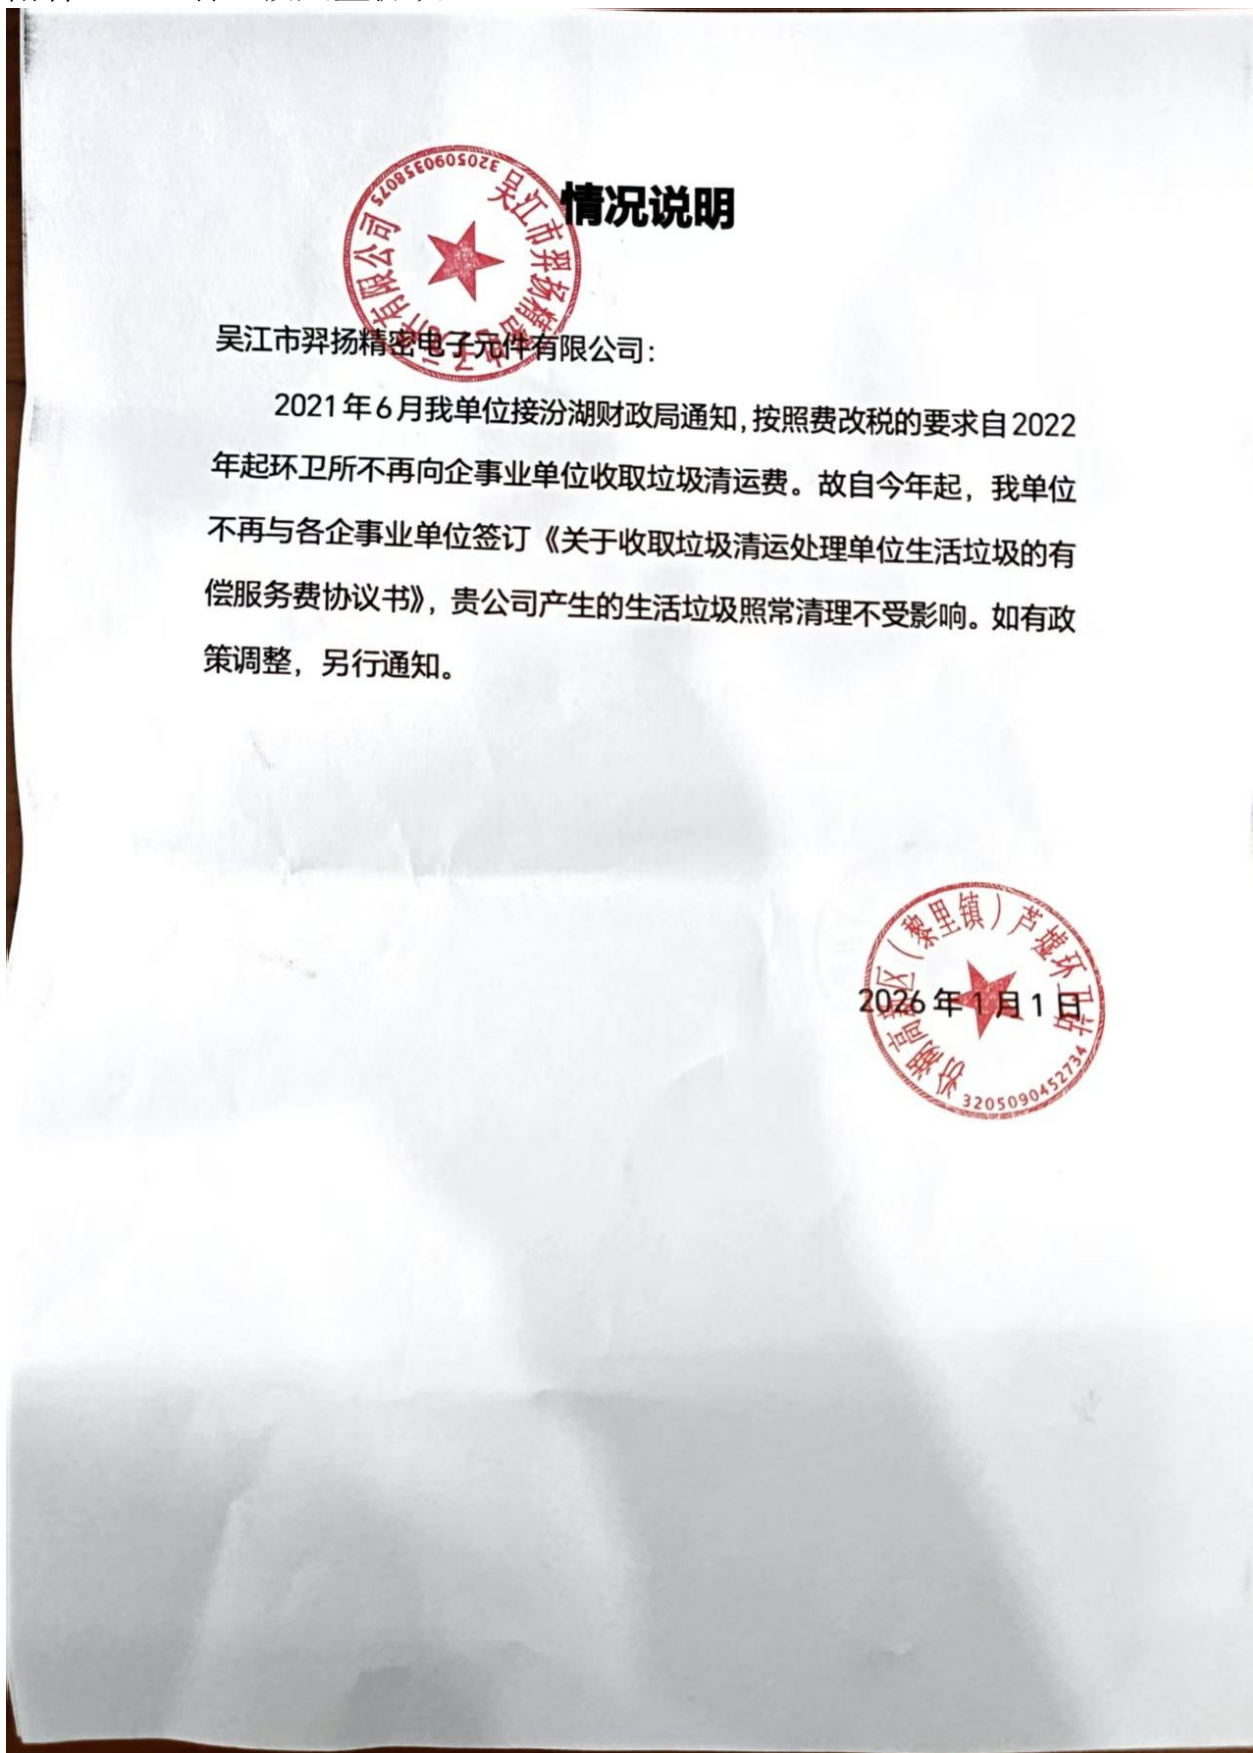 情况说明
吴江市羿扬精密电子元件有限公司
3205090358075
吴江市羿扬精密电子元件有限公司：
2021年6月我单位接汾湖财政局通知，按照费改税的要求自2022
年起环卫所不再向企事业单位收取垃圾清运费。故自今年起，我单位
不再与各企事业单位签订《关于收取垃圾清运处理单位生活垃圾的有
偿服务费协议书》，贵公司产生的生活垃圾照常清理不受影响。如有政
策调整，另行通知。
汾湖高新区（黎里镇）芦墟环卫站
2026年1月1日
3205090452734